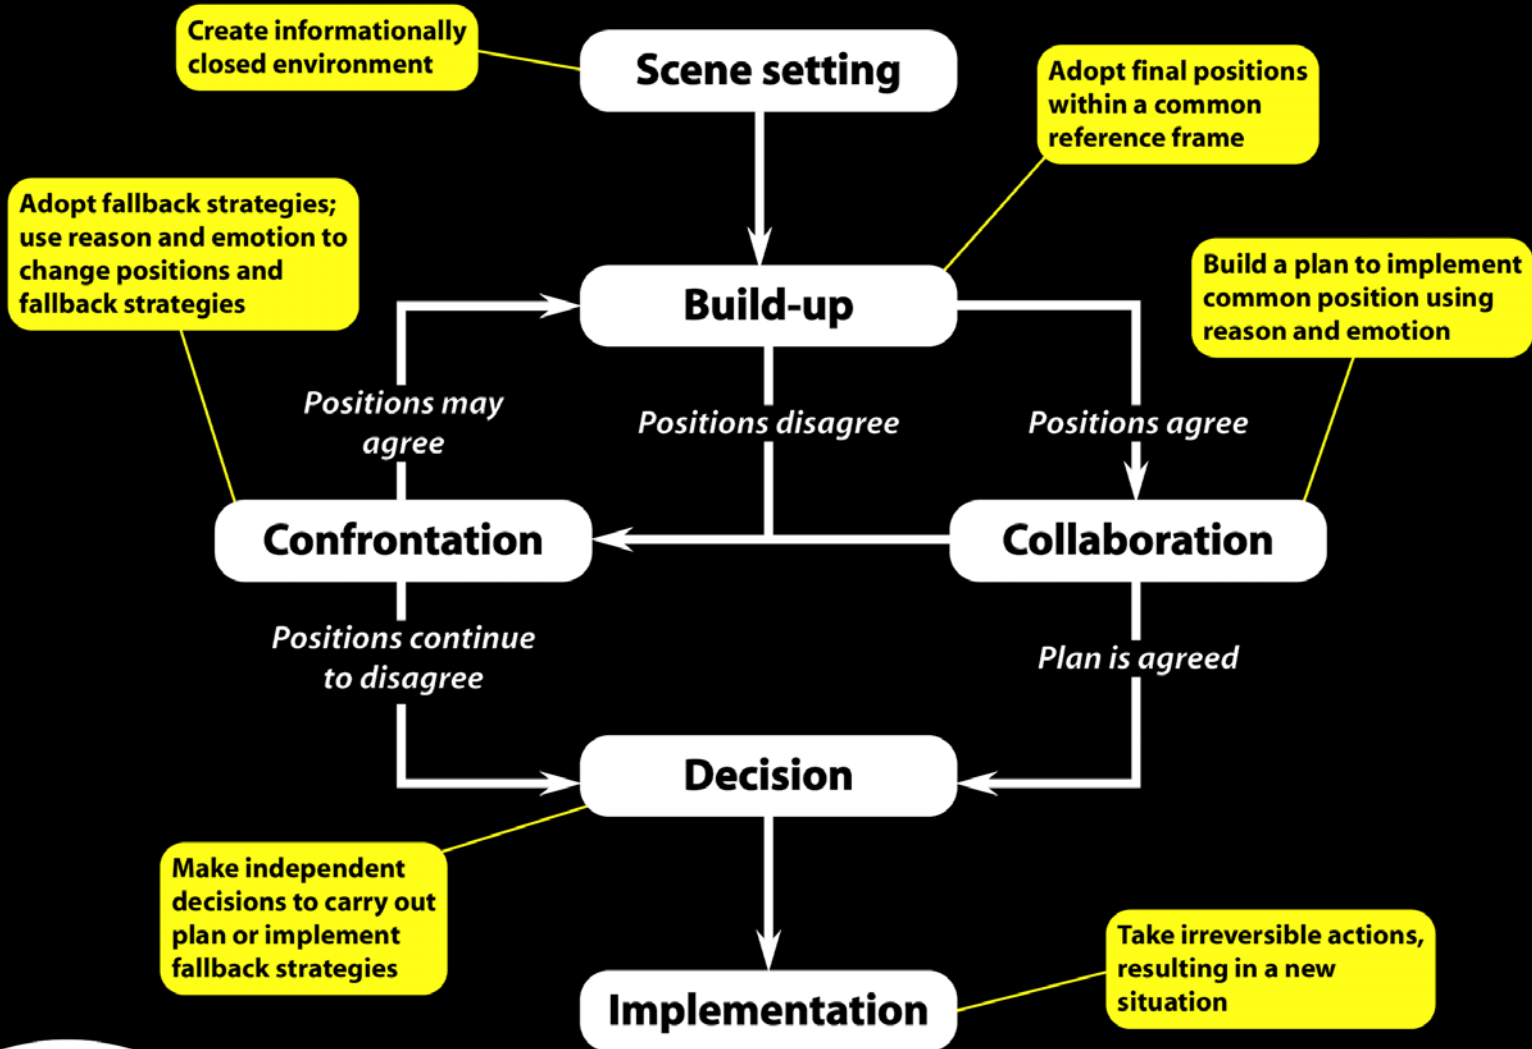 Create informationally
closed environment
Scene setting
Adopt final positions
within a common
reference frame
Adopt fallback strategies;
use reason and emotion to
change positions and
fallback strategies
Build-up
Build a plan to implement
common position using
reason and emotion
Positions may
agree
Positions disagree
Positions agree
Confrontation
Collaboration
Positions continue
to disagree
Plan is agreed
Decision
Make independent
decisions to carry out
plan or implement
fallback strategies
Take irreversible actions,
resulting in a new
situation
Implementation